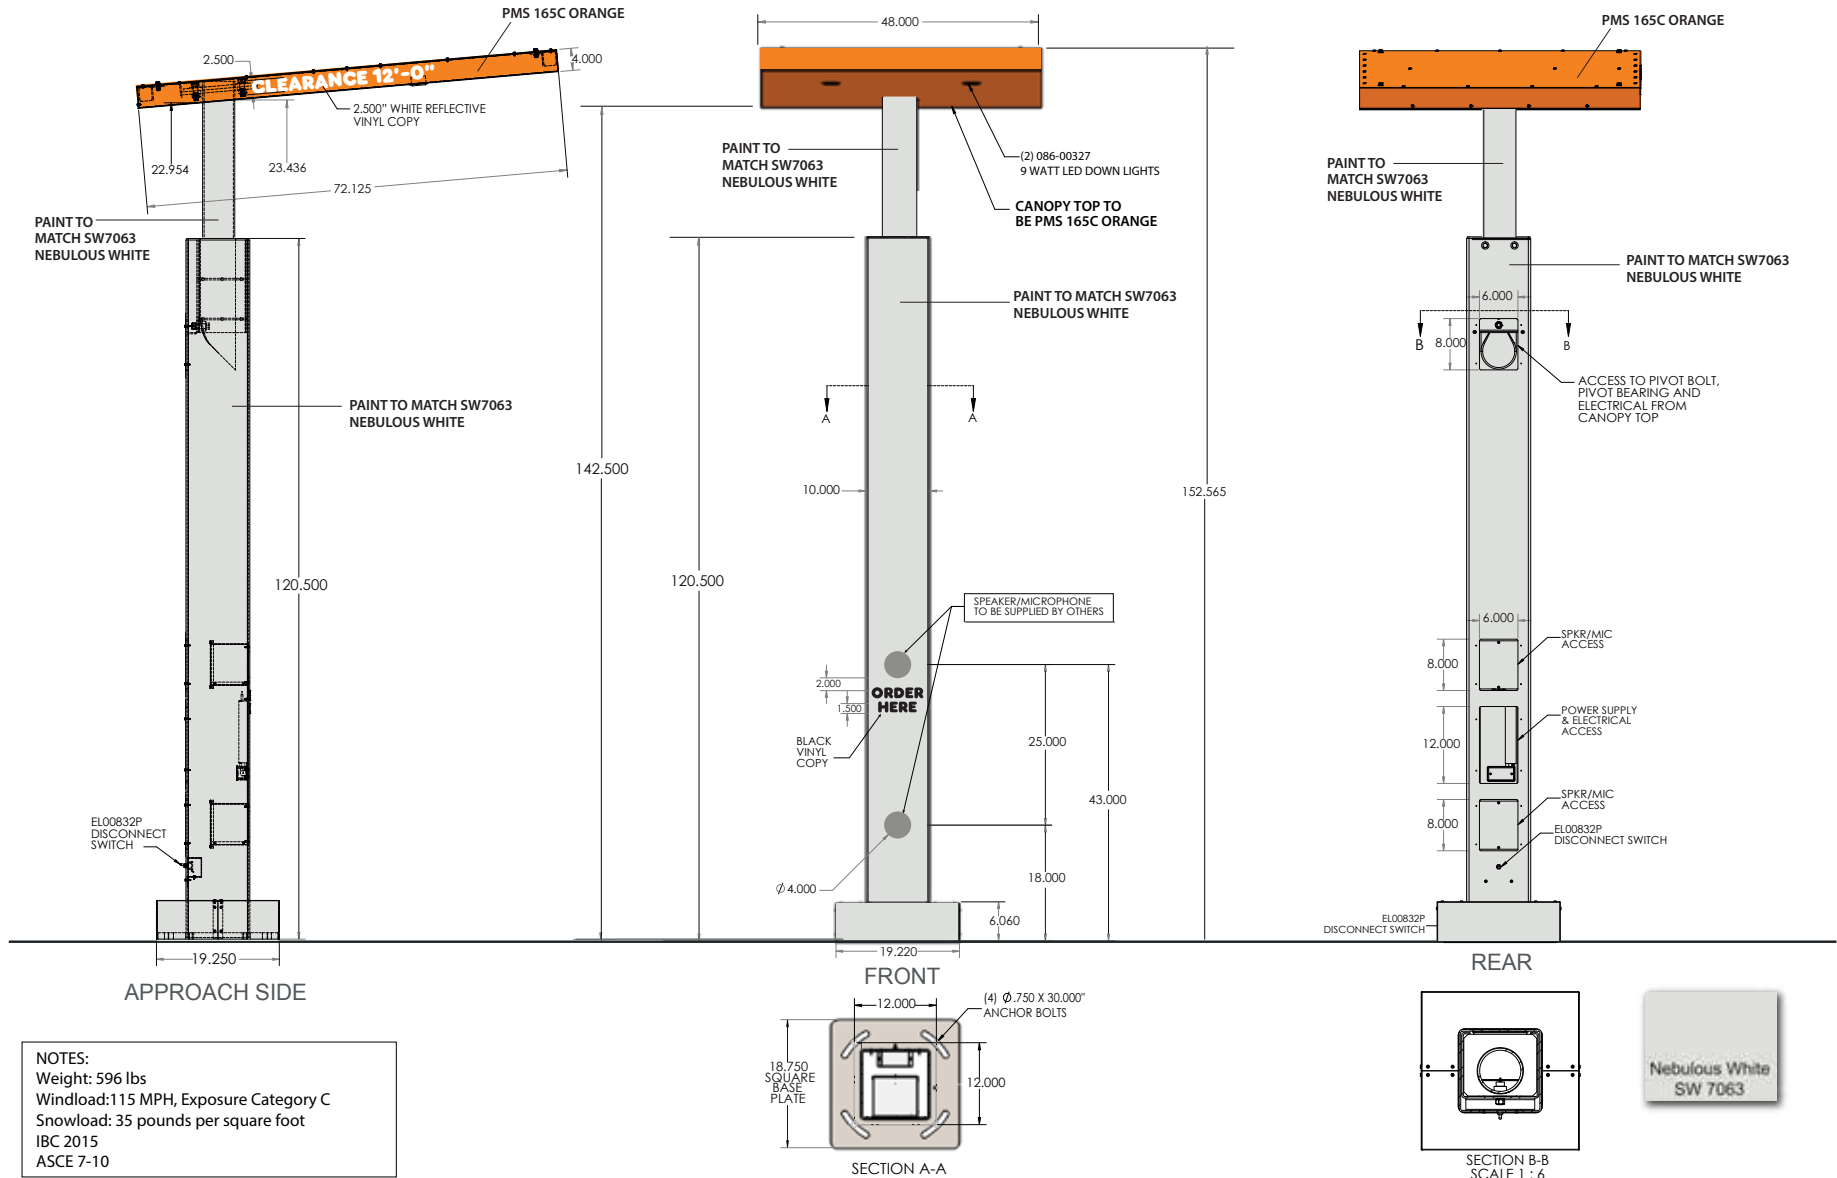 PMS 165C ORANGE
2.500
4.000
CLEARANCE 12'-0"
2.500" WHITE REFLECTIVE
VINYL COPY
22.954
23.436
72.125
PAINT TO
MATCH SW7063
NEBULOUS WHITE
PAINT TO MATCH SW7063
NEBULOUS WHITE
120.500
EL00832P
DISCONNECT
SWITCH
19.250
APPROACH SIDE
48.000
PAINT TO
MATCH SW7063
NEBULOUS WHITE
(2) 086-00327
9 WATT LED DOWN LIGHTS
CANOPY TOP TO
BE PMS 165C ORANGE
PAINT TO MATCH SW7063
NEBULOUS WHITE
A
A
142.500
10.000
152.565
120.500
SPEAKER/MICROPHONE
TO BE SUPPLIED BY OTHERS
2.000
1.500
ORDER
HERE
BLACK
VINYL
COPY
25.000
43.000
Ø 4.000
18.000
6.060
19.220
FRONT
PMS 165C ORANGE
PAINT TO
MATCH SW7063
NEBULOUS WHITE
PAINT TO MATCH SW7063
NEBULOUS WHITE
6.000
B
8.000
B
ACCESS TO PIVOT BOLT,
PIVOT BEARING AND
ELECTRICAL FROM
CANOPY TOP
6.000
8.000
SPKR/MIC
ACCESS
12.000
POWER SUPPLY
& ELECTRICAL
ACCESS
8.000
SPKR/MIC
ACCESS
EL00832P
DISCONNECT SWITCH
EL00832P
DISCONNECT SWITCH
REAR
NOTES:
Weight: 596 lbs
Windload:115 MPH, Exposure Category C
Snowload: 35 pounds per square foot
IBC 2015
ASCE 7-10
12.000
(4) Ø .750 X 30.000"
ANCHOR BOLTS
18.750
SQUARE
BASE
PLATE
12.000
SECTION A-A
SECTION B-B
SCALE 1 : 6
Nebulous White
SW 7063